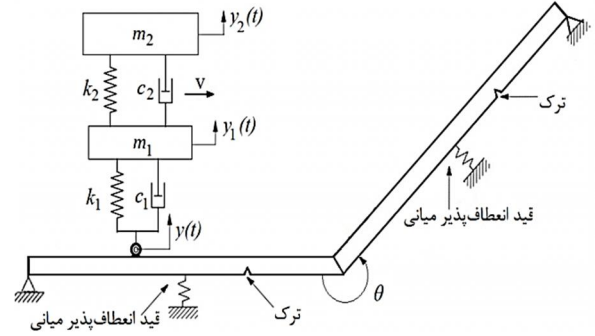 y₂(t)
m₂
k₂
c₂
v
y₁(t)
m₁
k₁
c₁
y(t)
ترک
قید انعطاف‌پذیر میانی
θ
ترک
قید انعطاف‌پذیر میانی